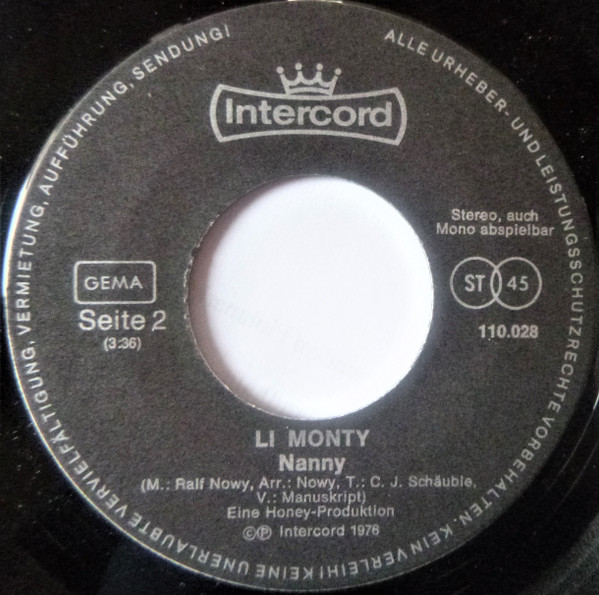 ALLE URHEBER- UND LEISTUNGSSCHUTZRECHTE VORBEHALTEN. KEIN VERLEIH! KEINE UNERLAUBTE VERVIELFÄLTIGUNG, VERMIETUNG, AUFFÜHRUNG, SENDUNG!
Intercord
Stereo, auch
Mono abspielbar
GEMA
ST 45
Seite 2
(3:36)
110.028
LI MONTY
Nanny
(M.: Ralf Nowy, Arr.: Nowy, T.: C. J. Schäuble,
V.: Manuskript)
Eine Honey-Produktion
©℗ Intercord 1976